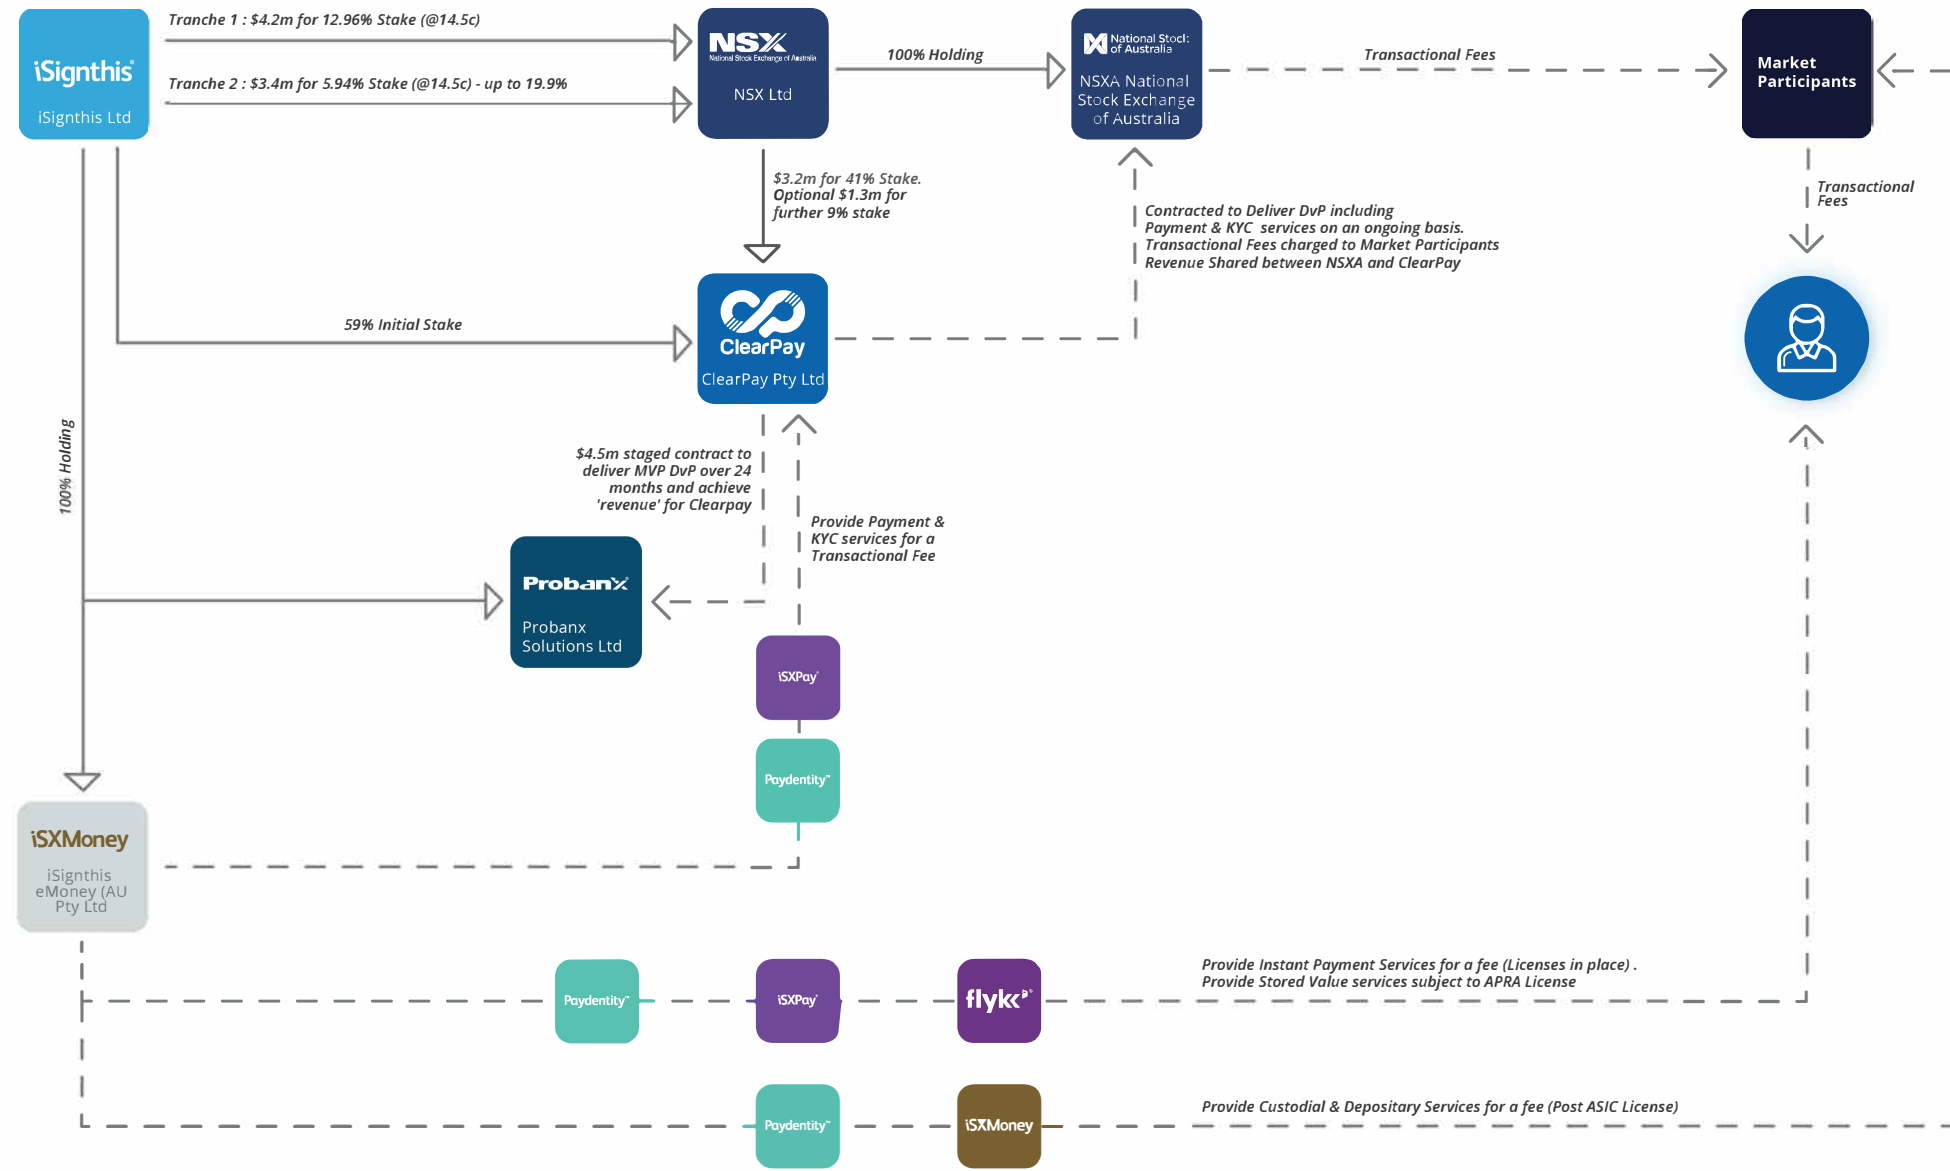 Tranche 1 : $4.2m for 12.96% Stake (@14.5c)
Tranche 2 : $3.4m for 5.94% Stake (@14.5c) - up to 19.9%
iSignthis®
iSignthis Ltd
NSX
National Stock Exchange of Australia
NSX Ltd
100% Holding
National Stock
of Australia
NSXA National
Stock Exchange
of Australia
Transactional Fees
Market
Participants
$3.2m for 41% Stake.
Optional $1.3m for
further 9% stake
Transactional
Fees
Contracted to Deliver DvP including
Payment & KYC services on an ongoing basis.
Transactional Fees charged to Market Participants
Revenue Shared between NSXA and ClearPay
59% Initial Stake
ClearPay
ClearPay Pty Ltd
100% Holding
$4.5m staged contract to
deliver MVP DvP over 24
months and achieve
'revenue' for Clearpay
Provide Payment &
KYC services for a
Transactional Fee
Probanx®
Probanx
Solutions Ltd
iSXPay®
Paydentity™
iSXMoney
iSignthis
eMoney (AU
Pty Ltd
Paydentity™
iSXPay®
flykk®
Provide Instant Payment Services for a fee (Licenses in place) .
Provide Stored Value services subject to APRA License
Paydentity™
iSXMoney
Provide Custodial & Depositary Services for a fee (Post ASIC License)